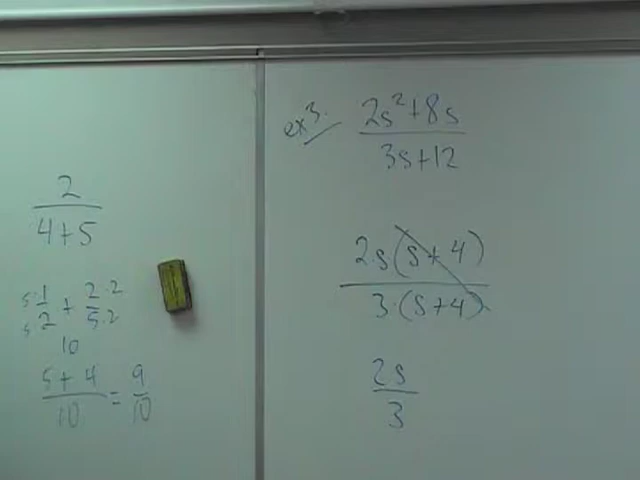 2
4+5
5· 1/2 + 2·2/5·2
5·
10
5+4/10 = 9/10
ex3.
2s²+8s
3s+12
2s(s+4)
3·(s+4)
2s
3